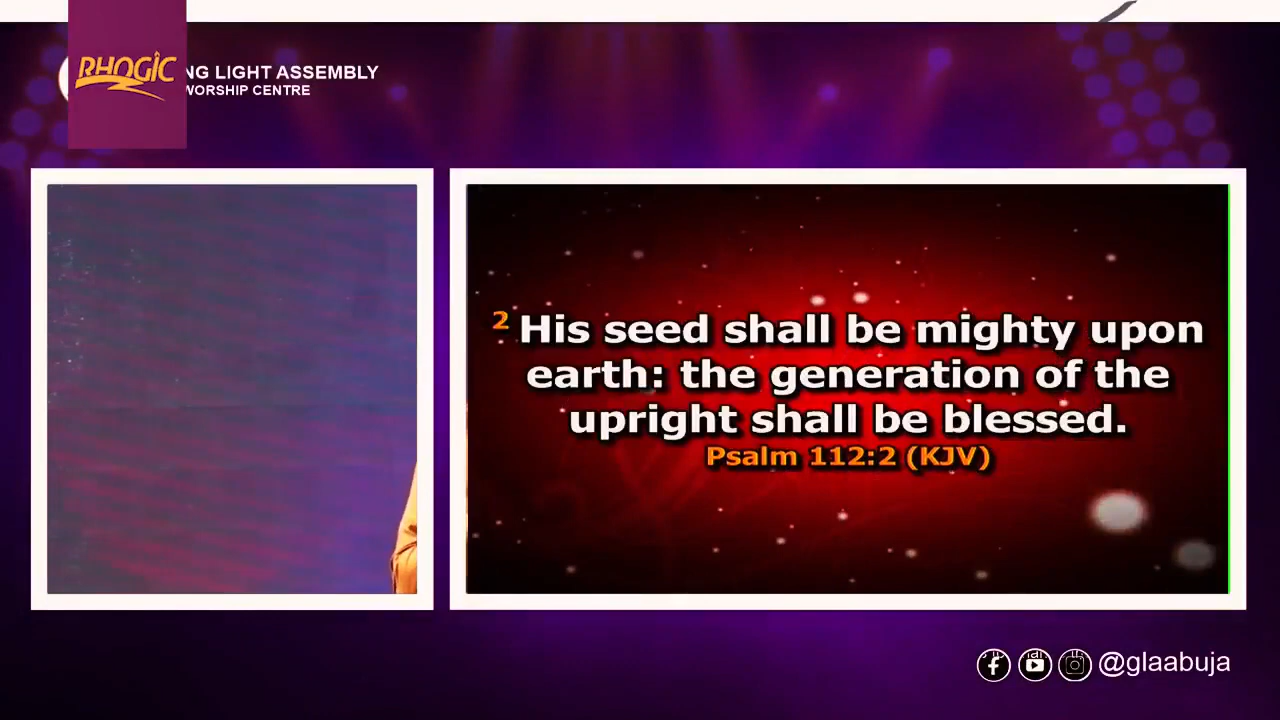 RHOGIC
NG LIGHT ASSEMBLY
WORSHIP CENTRE
2 His seed shall be mighty upon
earth: the generation of the
upright shall be blessed.
Psalm 112:2 (KJV)
@glaabuja